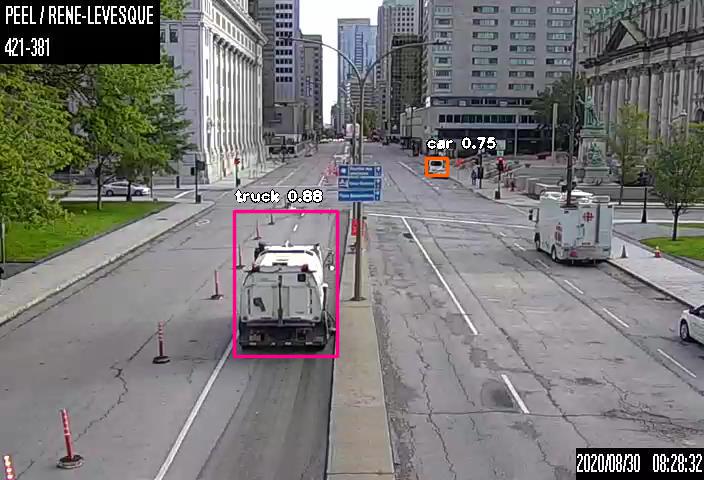 PEEL / RENE-LEVESQUE
421-381
car 0.75
truck 0.88
2020/08/30 08:28:32